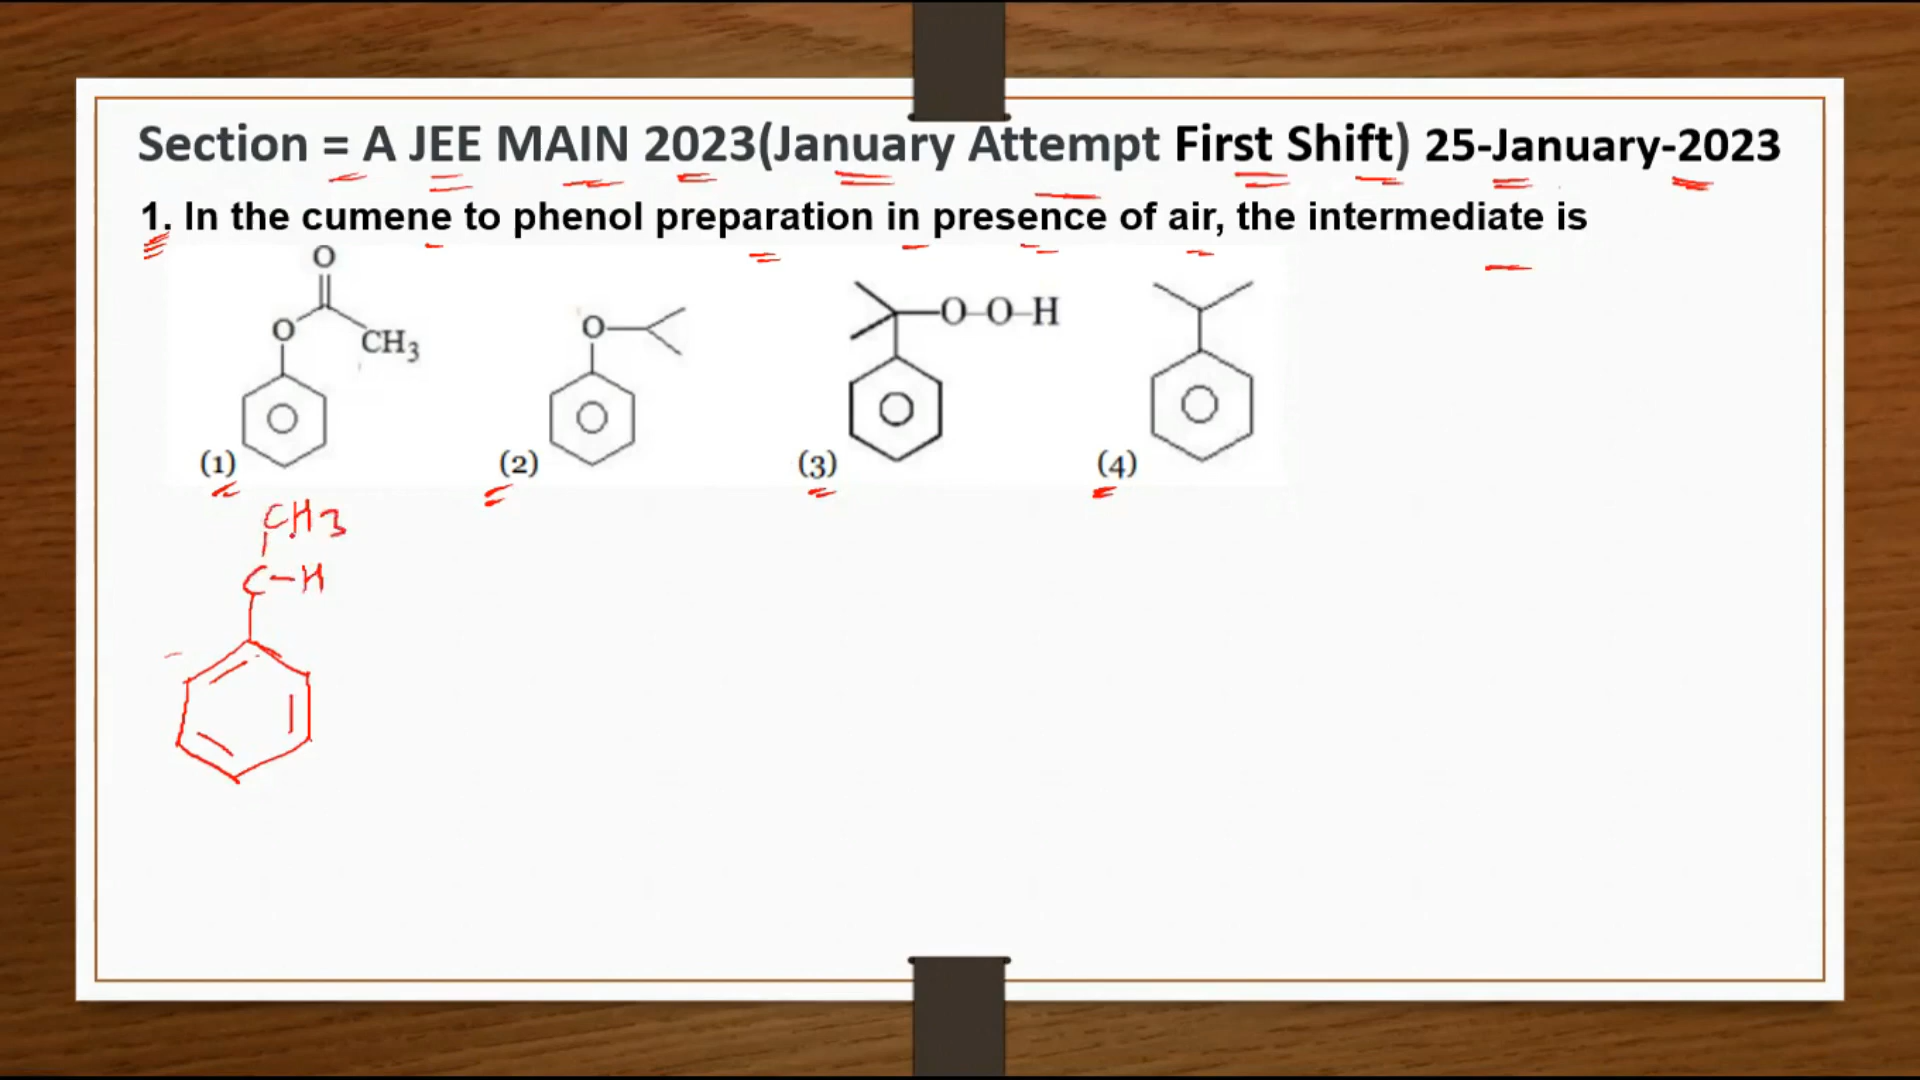 Section = A JEE MAIN 2023(January Attempt First Shift) 25-January-2023
1. In the cumene to phenol preparation in presence of air, the intermediate is
O
O
CH3
(1)
O
(2)
O-O-H
(3)
(4)
CH3
C-H